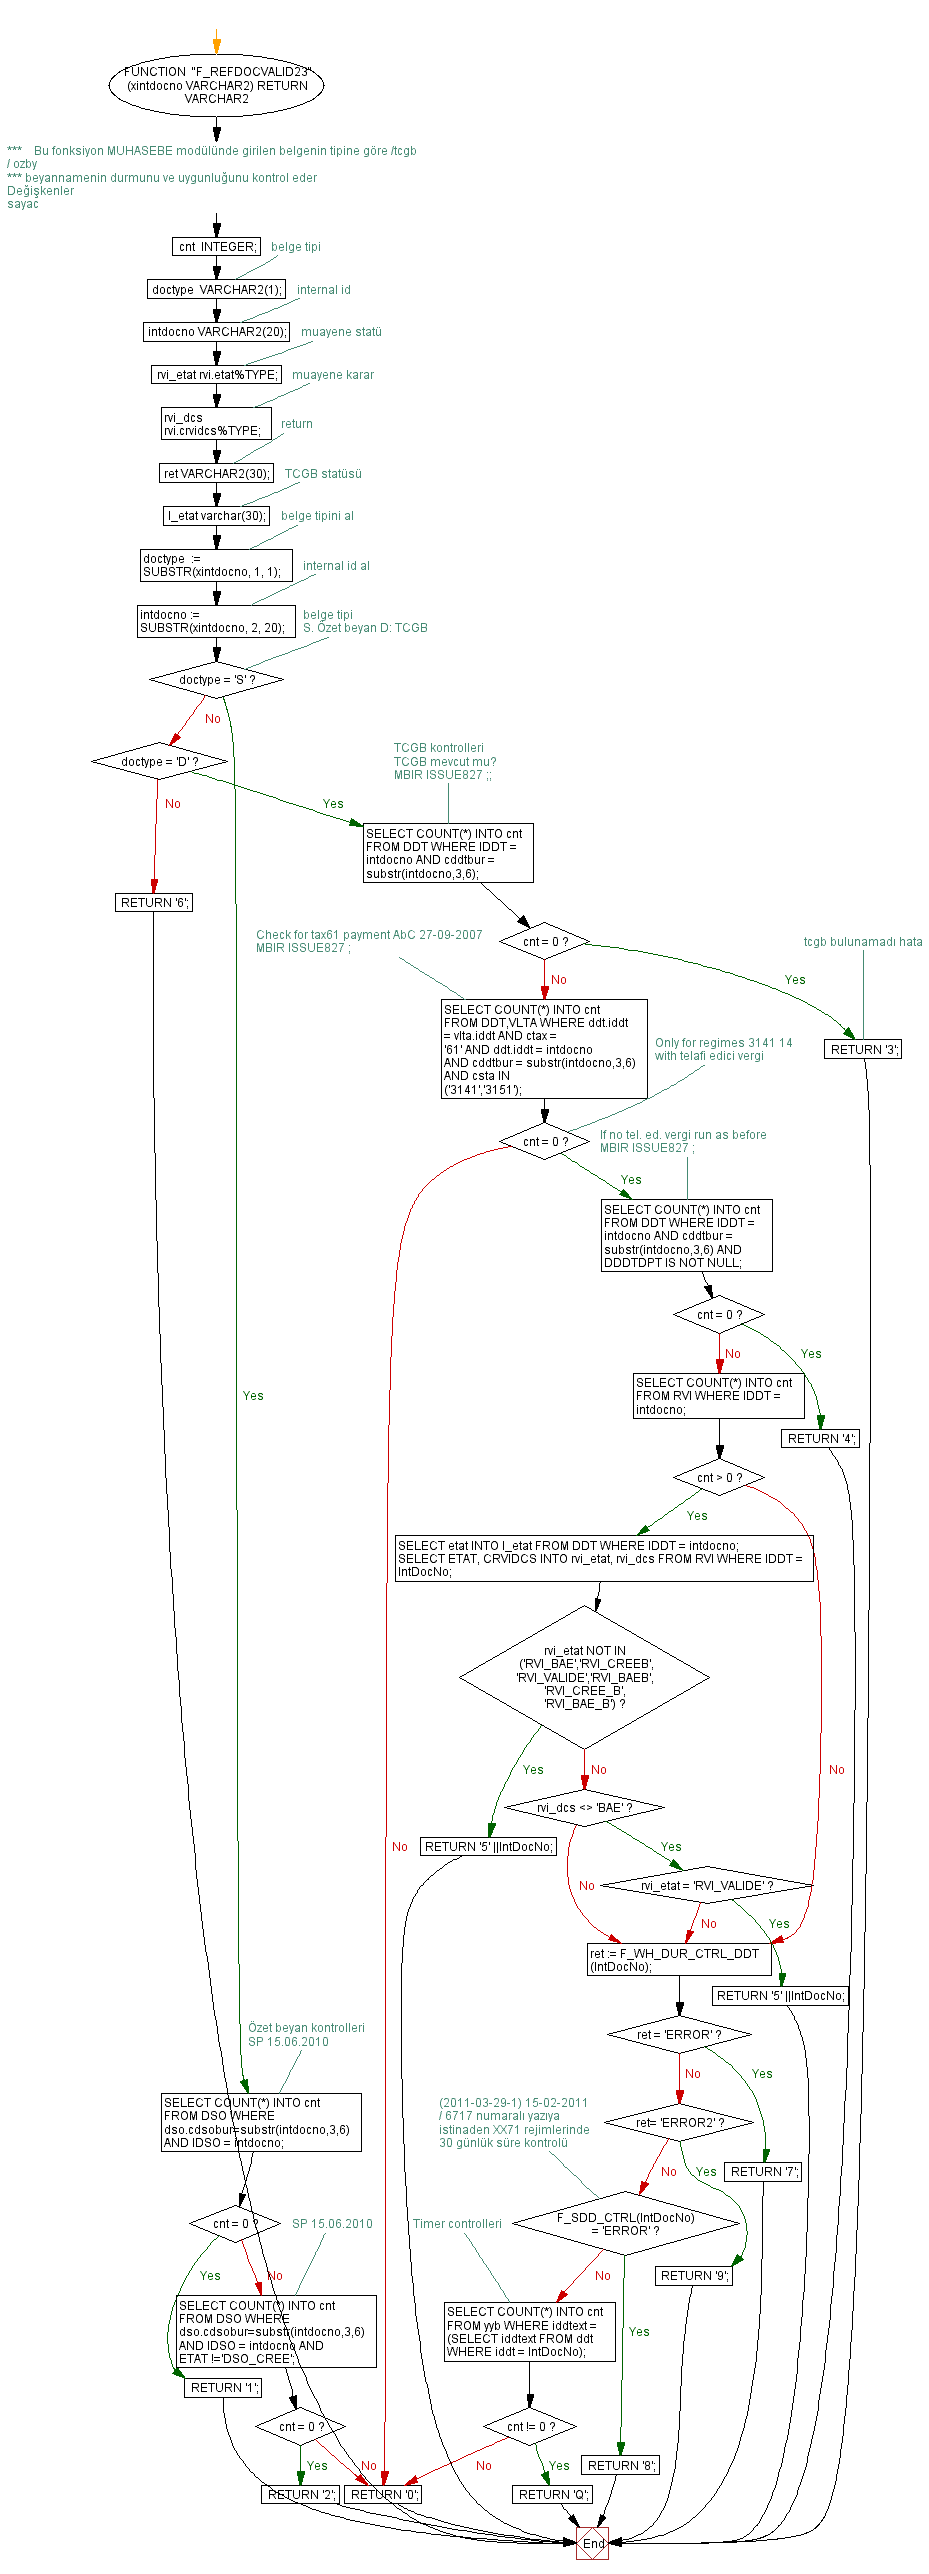 FUNCTION "F_REFDOCVALID23"
(xintdocno VARCHAR2) RETURN
VARCHAR2
*** Bu fonksiyon MUHASEBE modülünde girilen belgenin tipine göre /tcgb
/ ozby
*** beyannamenin durmunu ve uygunluğunu kontrol eder
Değişkenler
sayac
cnt INTEGER;
belge tipi
doctype VARCHAR2(1);
internal id
intdocno VARCHAR2(20);
muayene statü
rvi_etat rvi.etat%TYPE;
muayene karar
rvi_dcs
rvi.crvidcs%TYPE;
return
ret VARCHAR2(30);
TCGB statüsü
l_etat varchar(30);
belge tipini al
doctype :=
SUBSTR(xintdocno, 1, 1);
internal id al
intdocno :=
SUBSTR(xintdocno, 2, 20);
belge tipi
S. Özet beyan D: TCGB
doctype = 'S' ?
No
doctype = 'D' ?
TCGB kontrolleri
TCGB mevcut mu?
MBIR ISSUE827 ;;
No
Yes
SELECT COUNT(*) INTO cnt
FROM DDT WHERE IDDT =
intdocno AND cddtbur =
substr(intdocno,3,6);
RETURN '6';
Check for tax61 payment AbC 27-09-2007
MBIR ISSUE827 ;
cnt = 0 ?
tcgb bulunamadı hata
No
Yes
SELECT COUNT(*) INTO cnt
FROM DDT,VLTA WHERE ddt.iddt
= vlta.iddt AND ctax =
'61' AND ddt.iddt = intdocno
AND cddtbur = substr(intdocno,3,6)
AND csta IN
('3141','3151');
RETURN '3';
Only for regimes 3141 14
with telafi edici vergi
cnt = 0 ?
If no tel. ed. vergi run as before
MBIR ISSUE827 ;
Yes
SELECT COUNT(*) INTO cnt
FROM DDT WHERE IDDT =
intdocno AND cddtbur =
substr(intdocno,3,6) AND
DDDTDPT IS NOT NULL;
cnt = 0 ?
No
Yes
SELECT COUNT(*) INTO cnt
FROM RVI WHERE IDDT =
intdocno;
Yes
RETURN '4';
cnt > 0 ?
Yes
SELECT etat INTO l_etat FROM DDT WHERE IDDT = intdocno;
SELECT ETAT, CRVIDCS INTO rvi_etat, rvi_dcs FROM RVI WHERE IDDT =
IntDocNo;
rvi_etat NOT IN
('RVI_BAE','RVI_CREEB',
'RVI_VALIDE','RVI_BAEB',
'RVI_CREE_B',
'RVI_BAE_B') ?
Yes
No
No
rvi_dcs <> 'BAE' ?
No
RETURN '5' ||IntDocNo;
Yes
No
rvi_etat = 'RVI_VALIDE' ?
No
Yes
ret := F_WH_DUR_CTRL_DDT
(IntDocNo);
RETURN '5' ||IntDocNo;
Özet beyan kontrolleri
SP 15.06.2010
ret = 'ERROR' ?
No
Yes
SELECT COUNT(*) INTO cnt
FROM DSO WHERE
dso.cdsobur=substr(intdocno,3,6)
AND IDSO = intdocno;
(2011-03-29-1) 15-02-2011
/ 6717 numaralı yazıya
istinaden XX71 rejimlerinde
30 günlük süre kontrolü
ret= 'ERROR2' ?
No
Yes
RETURN '7';
cnt = 0 ?
SP 15.06.2010
Timer controlleri
F_SDD_CTRL(IntDocNo)
= 'ERROR' ?
Yes
No
No
RETURN '9';
SELECT COUNT(*) INTO cnt
FROM DSO WHERE
dso.cdsobur=substr(intdocno,3,6)
AND IDSO = intdocno AND
ETAT !='DSO_CREE';
SELECT COUNT(*) INTO cnt
FROM yyb WHERE iddtext =
(SELECT iddtext FROM ddt
WHERE iddt = IntDocNo);
Yes
RETURN '1';
cnt = 0 ?
cnt != 0 ?
Yes
No
No
Yes
RETURN '8';
RETURN '2';
RETURN '0';
RETURN 'Q';
End